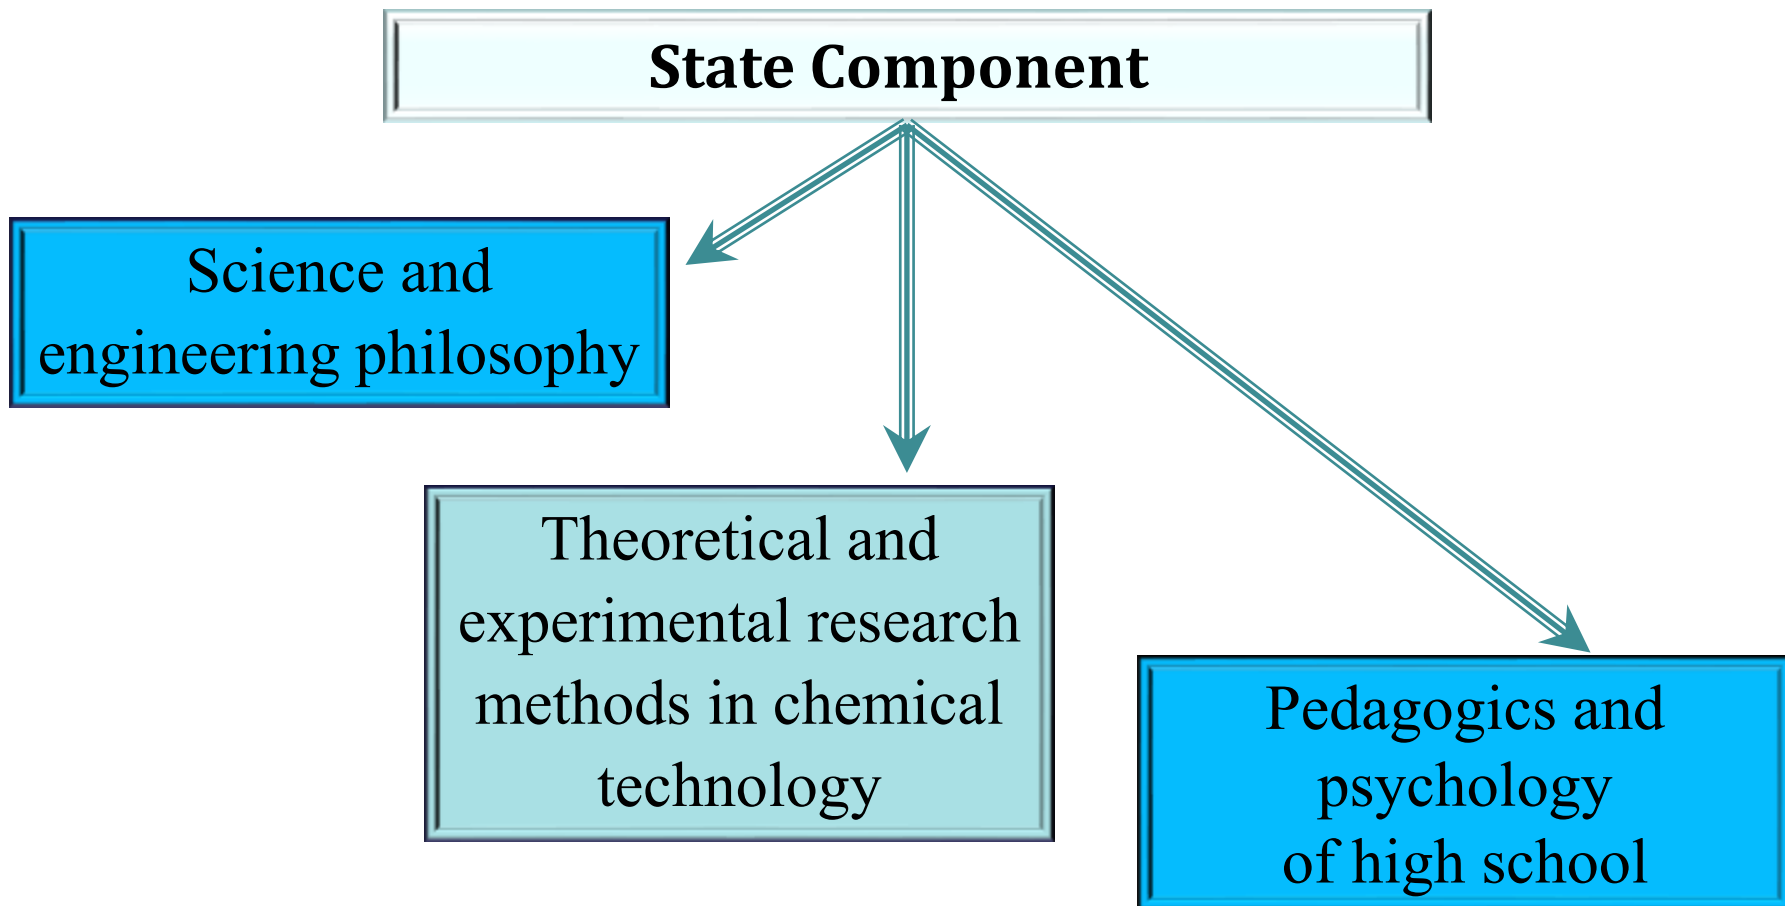 State Component
Science and
engineering philosophy
Theoretical and
experimental research
methods in chemical
technology
Pedagogics and
psychology
of high school